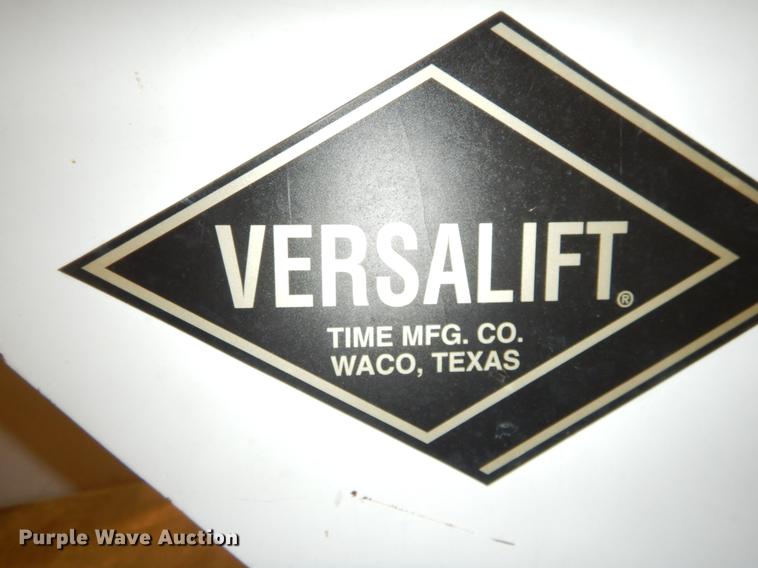 VERSALIFT®
TIME MFG. CO.
WACO, TEXAS
Purple Wave Auction